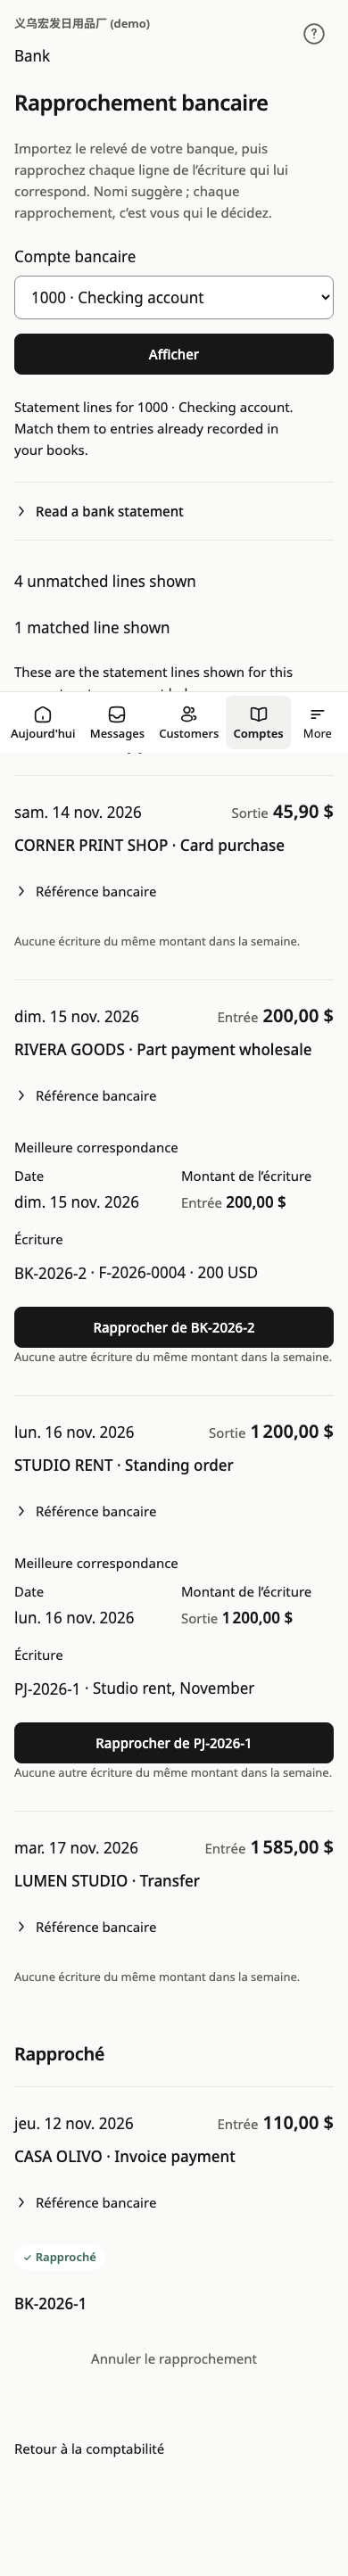 义乌宏发日用品厂 (demo)
Bank
Rapprochement bancaire
Importez le relevé de votre banque, puis
rapprochez chaque ligne de l'écriture qui lui
correspond. Nomi suggère ; chaque
rapprochement, c'est vous qui le décidez.
Compte bancaire
1000 · Checking account
Afficher
Statement lines for 1000 · Checking account.
Match them to entries already recorded in
your books.
Read a bank statement
4 unmatched lines shown
1 matched line shown
These are the statement lines shown for this
Aujourd'hui Messages Customers Comptes More
sam. 14 nov. 2026 Sortie 45,90 $
CORNER PRINT SHOP · Card purchase
Référence bancaire
Aucune écriture du même montant dans la semaine.
dim. 15 nov. 2026 Entrée 200,00 $
RIVERA GOODS · Part payment wholesale
Référence bancaire
Meilleure correspondance
Date Montant de l'écriture
dim. 15 nov. 2026 Entrée 200,00 $
Écriture
BK-2026-2 · F-2026-0004 · 200 USD
Rapprocher de BK-2026-2
Aucune autre écriture du même montant dans la semaine.
lun. 16 nov. 2026 Sortie 1 200,00 $
STUDIO RENT · Standing order
Référence bancaire
Meilleure correspondance
Date Montant de l'écriture
lun. 16 nov. 2026 Sortie 1 200,00 $
Écriture
PJ-2026-1 · Studio rent, November
Rapprocher de PJ-2026-1
Aucune autre écriture du même montant dans la semaine.
mar. 17 nov. 2026 Entrée 1 585,00 $
LUMEN STUDIO · Transfer
Référence bancaire
Aucune écriture du même montant dans la semaine.
Rapproché
jeu. 12 nov. 2026 Entrée 110,00 $
CASA OLIVO · Invoice payment
Référence bancaire
Rapproché
BK-2026-1
Annuler le rapprochement
Retour à la comptabilité